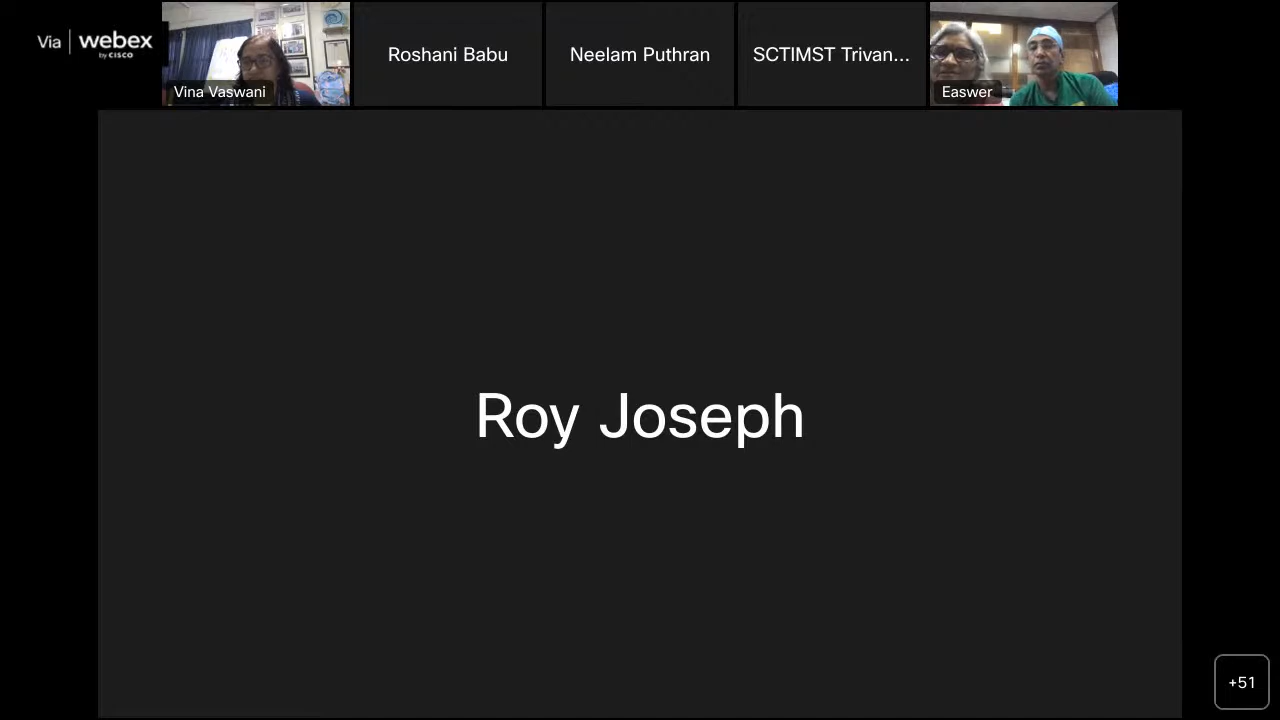 Via | webex
by CISCO
Vina Vaswani
Roshani Babu
Neelam Puthran
SCTIMST Trivan...
Easwer
Roy Joseph
+51